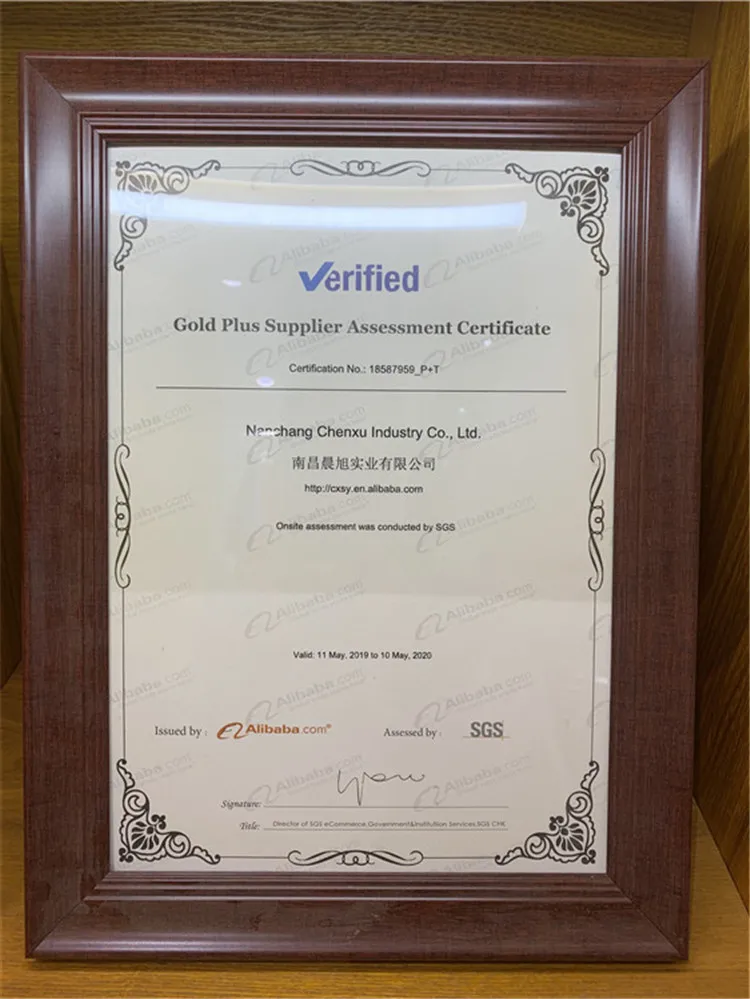 Verified
Gold Plus Supplier Assessment Certificate
Certification No.: 18587959_P+T
Nanchang Chenxu Industry Co., Ltd.
南昌晨旭实业有限公司
http://cxsy.en.alibaba.com
Onsite assessment was conducted by SGS
Valid: 11 May, 2019 to 10 May, 2020
Issued by : Alibaba.com® Assessed by : SGS
Signature:
Title: Director of SGS eCommerce,Government&Institution Services,SGS CHK